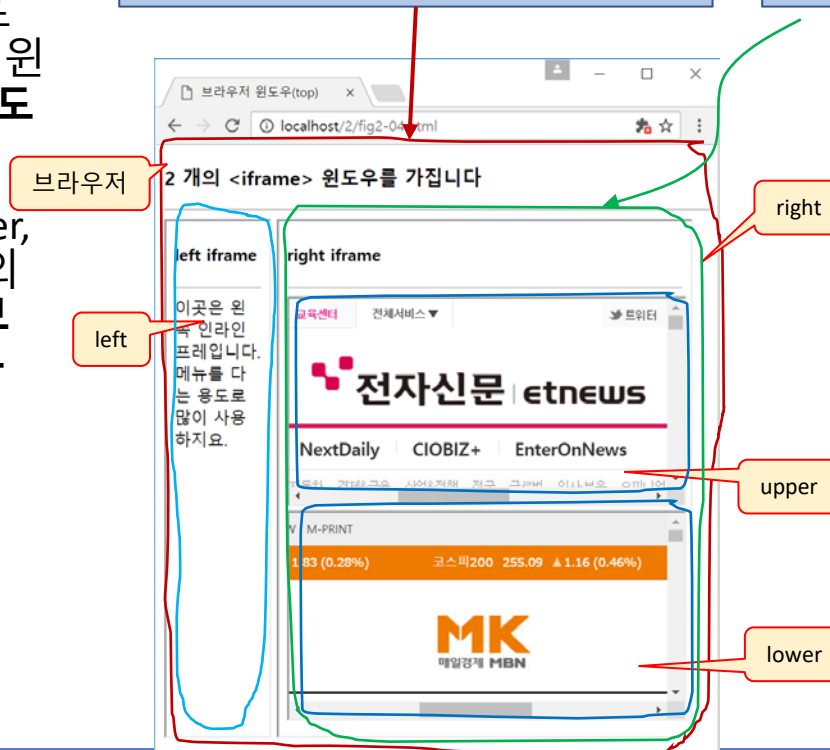 윈
도
브라우저 윈도우(top)
localhost/2/fig2-04.html
브라우저
2 개의 <iframe> 윈도우를 가집니다
right
er,
left iframe
right iframe
이곳은 왼
쪽 인라인
프레입니다.
메뉴를 다
는 용도로
많이 사용
하지요.
left
교육센터 전체서비스▼ 트위터
전자신문 | etnews
NextDaily CIOBIZ+ EnterOnNews
upper
M-PRINT
1.83 (0.28%) 코스피200 255.09 ▲1.16 (0.46%)
MK
매일경제 MBN
lower